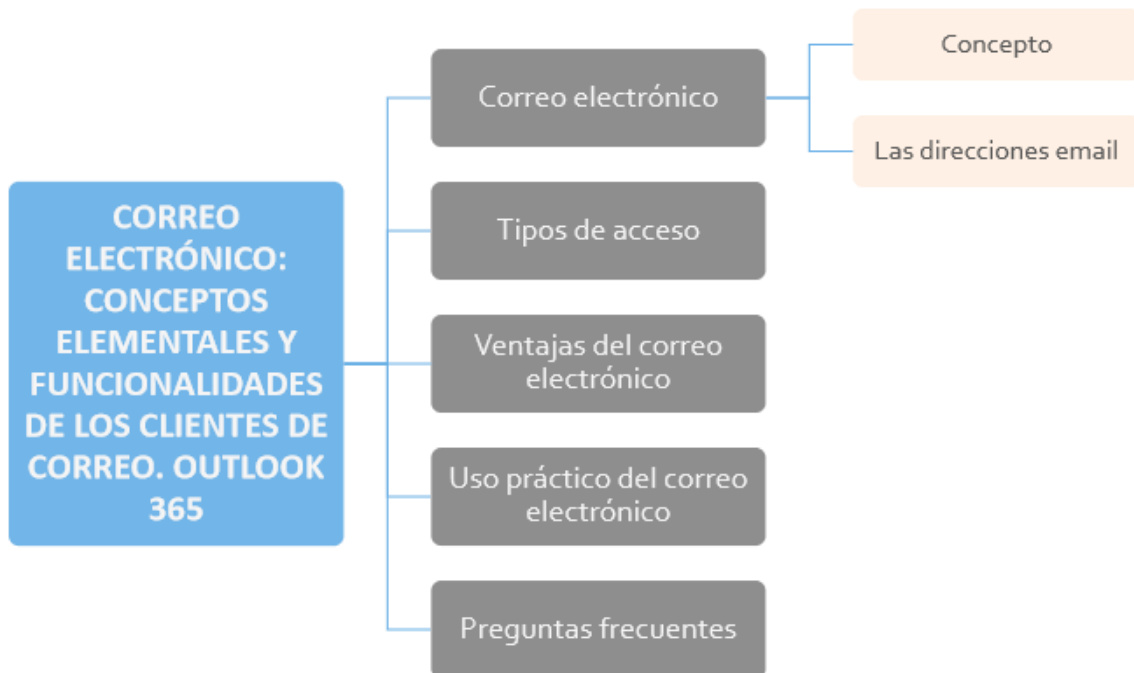 CORREO
ELECTRÓNICO:
CONCEPTOS
ELEMENTALES Y
FUNCIONALIDADES
DE LOS CLIENTES DE
CORREO. OUTLOOK
365
Correo electrónico
Concepto
Las direcciones email
Tipos de acceso
Ventajas del correo
electrónico
Uso práctico del correo
electrónico
Preguntas frecuentes